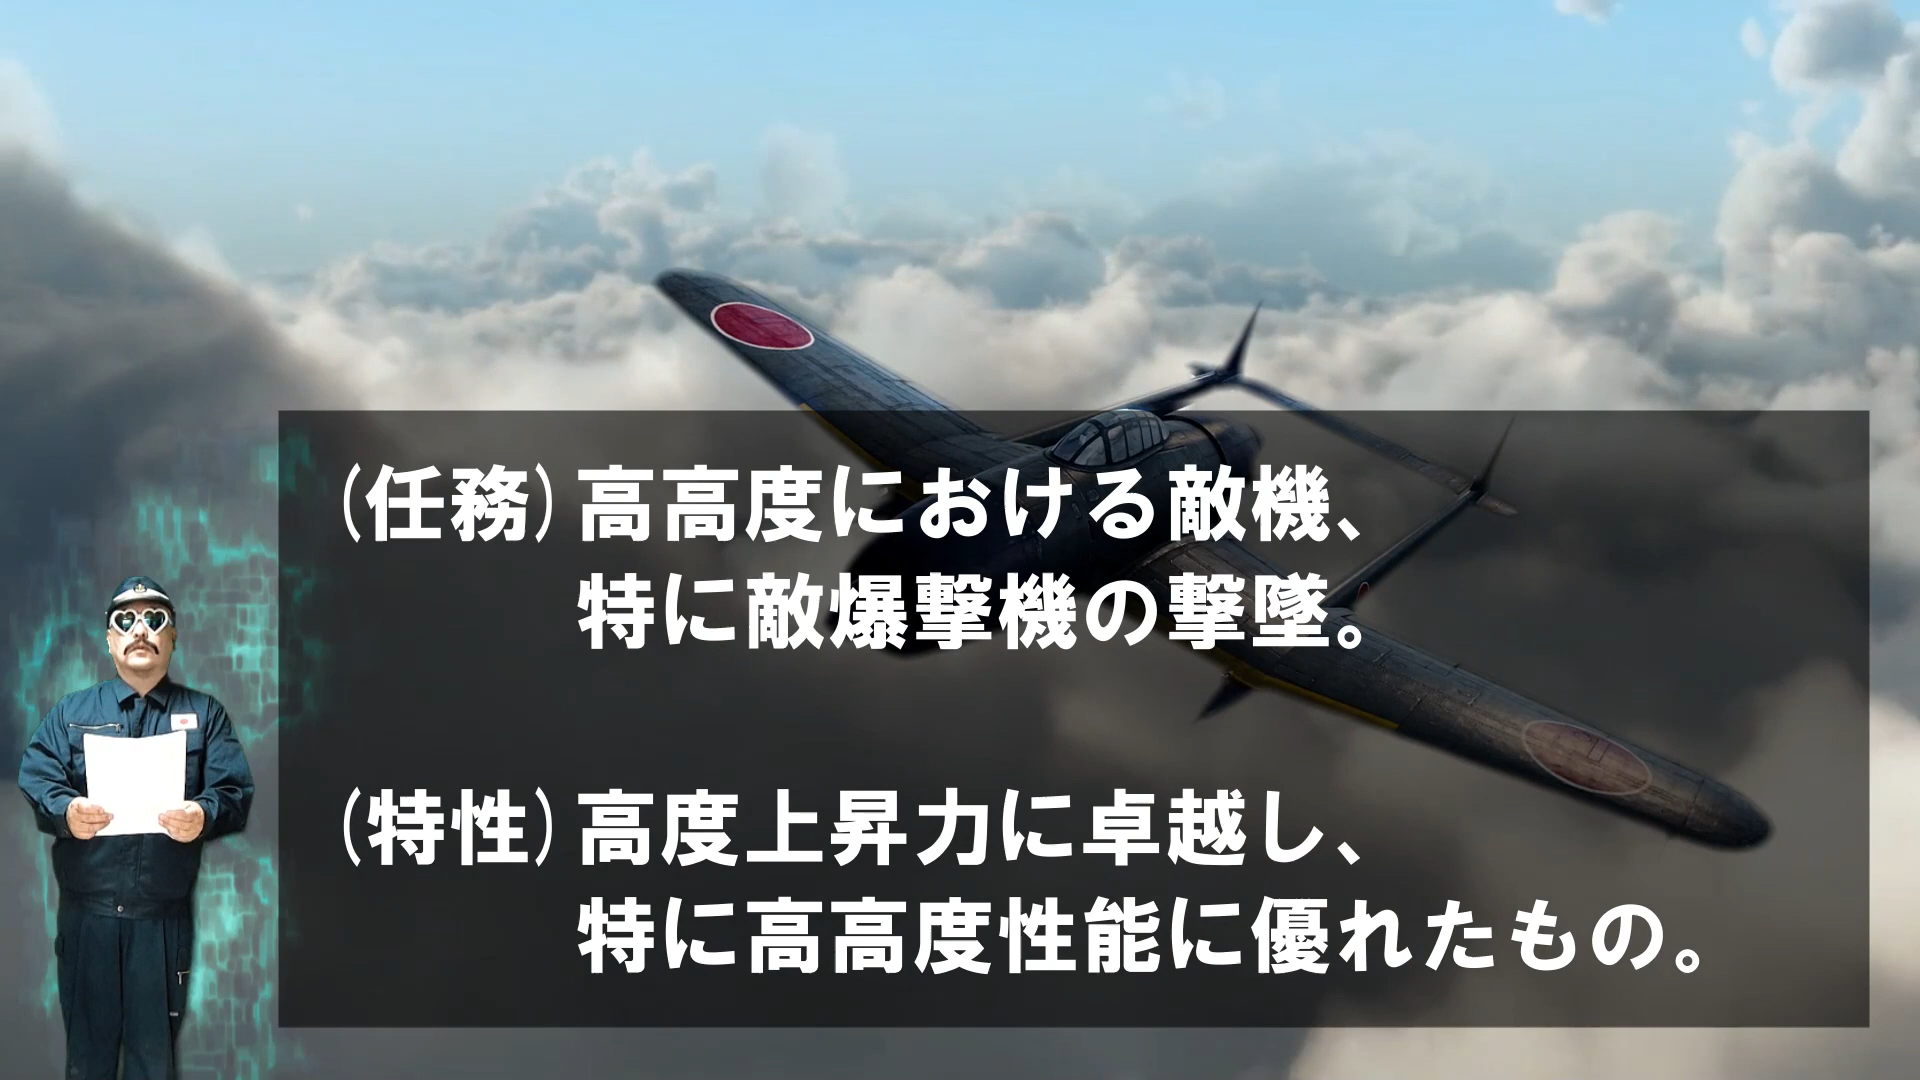 (任務)高高度における敵機、
特に敵爆撃機の撃墜。
(特性)高度上昇力に卓越し、
特に高高度性能に優れたもの。